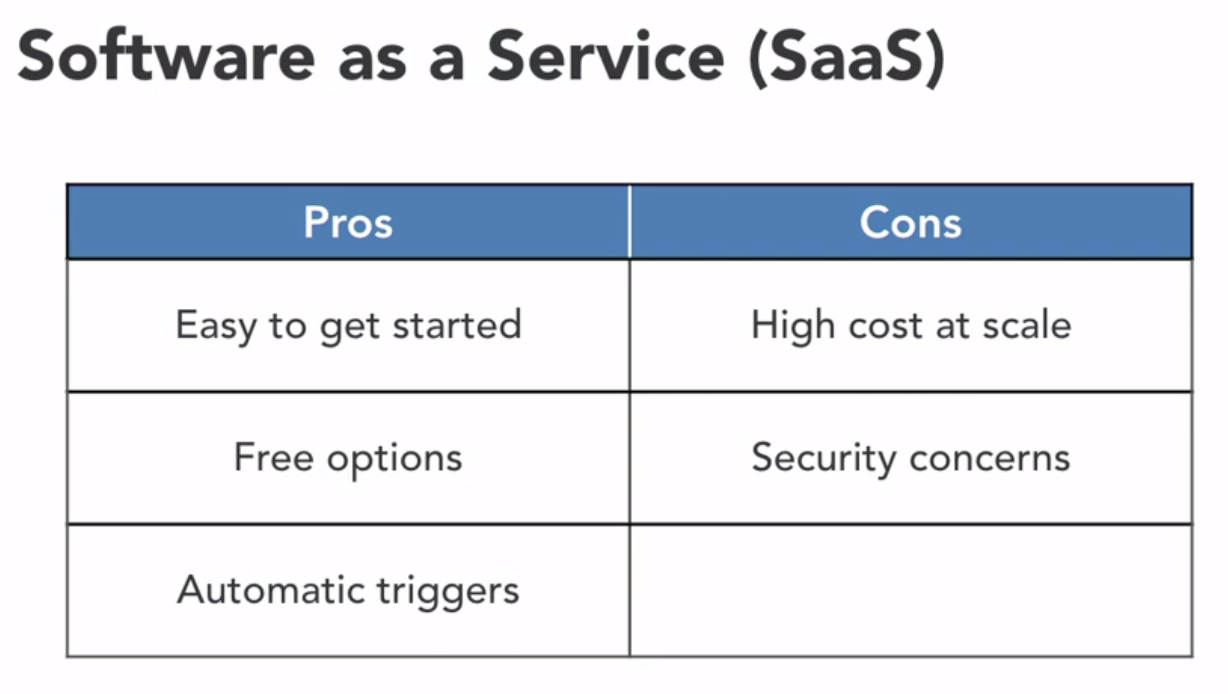 Software as a Service (SaaS)
Pros Cons
Easy to get started High cost at scale
Free options Security concerns
Automatic triggers